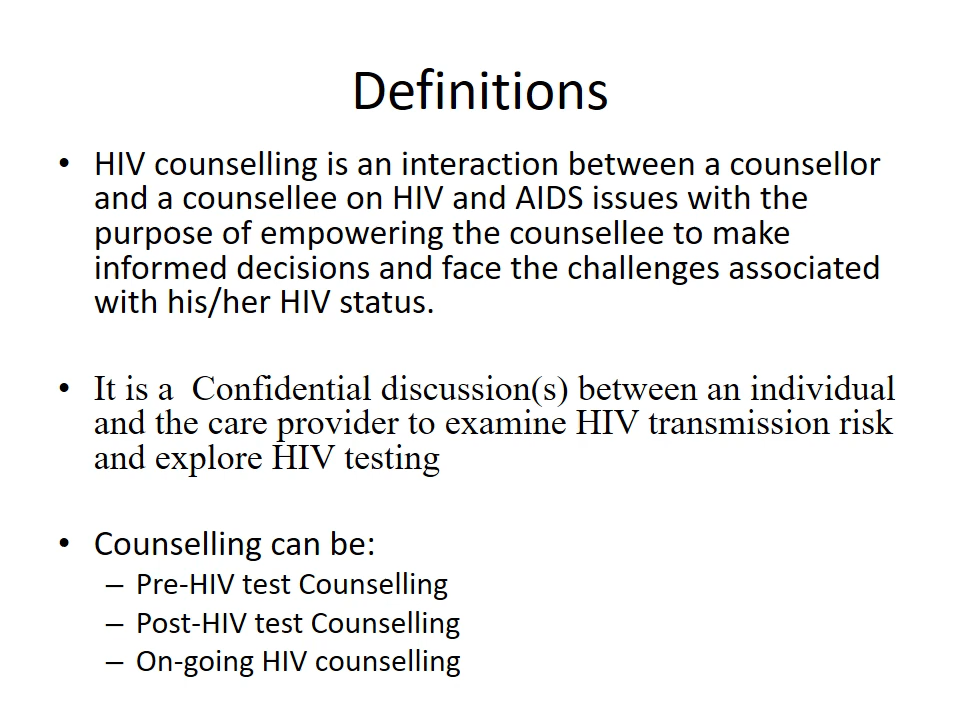 Definitions
• HIV counselling is an interaction between a counsellor
and a counsellee on HIV and AIDS issues with the
purpose of empowering the counsellee to make
informed decisions and face the challenges associated
with his/her HIV status.
• It is a  Confidential discussion(s) between an individual
and the care provider to examine HIV transmission risk
and explore HIV testing
• Counselling can be:
– Pre-HIV test Counselling
– Post-HIV test Counselling
– On-going HIV counselling